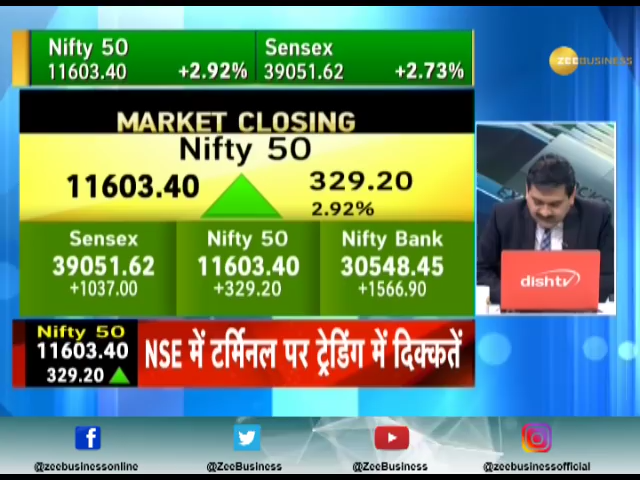 Nifty 50
11603.40 +2.92%
Sensex
39051.62 +2.73%
ZEEBUSINESS
MARKET CLOSING
Nifty 50
11603.40
329.20
2.92%
Sensex
39051.62
+1037.00
Nifty 50
11603.40
+329.20
Nifty Bank
30548.45
+1566.90
dishtv
Nifty 50
11603.40
329.20
NSE में टर्मिनल पर ट्रेडिंग में दिक्कतें
@zeebusinessonline
@ZeeBusiness
@ZeeBusiness
@zeebusinessofficial